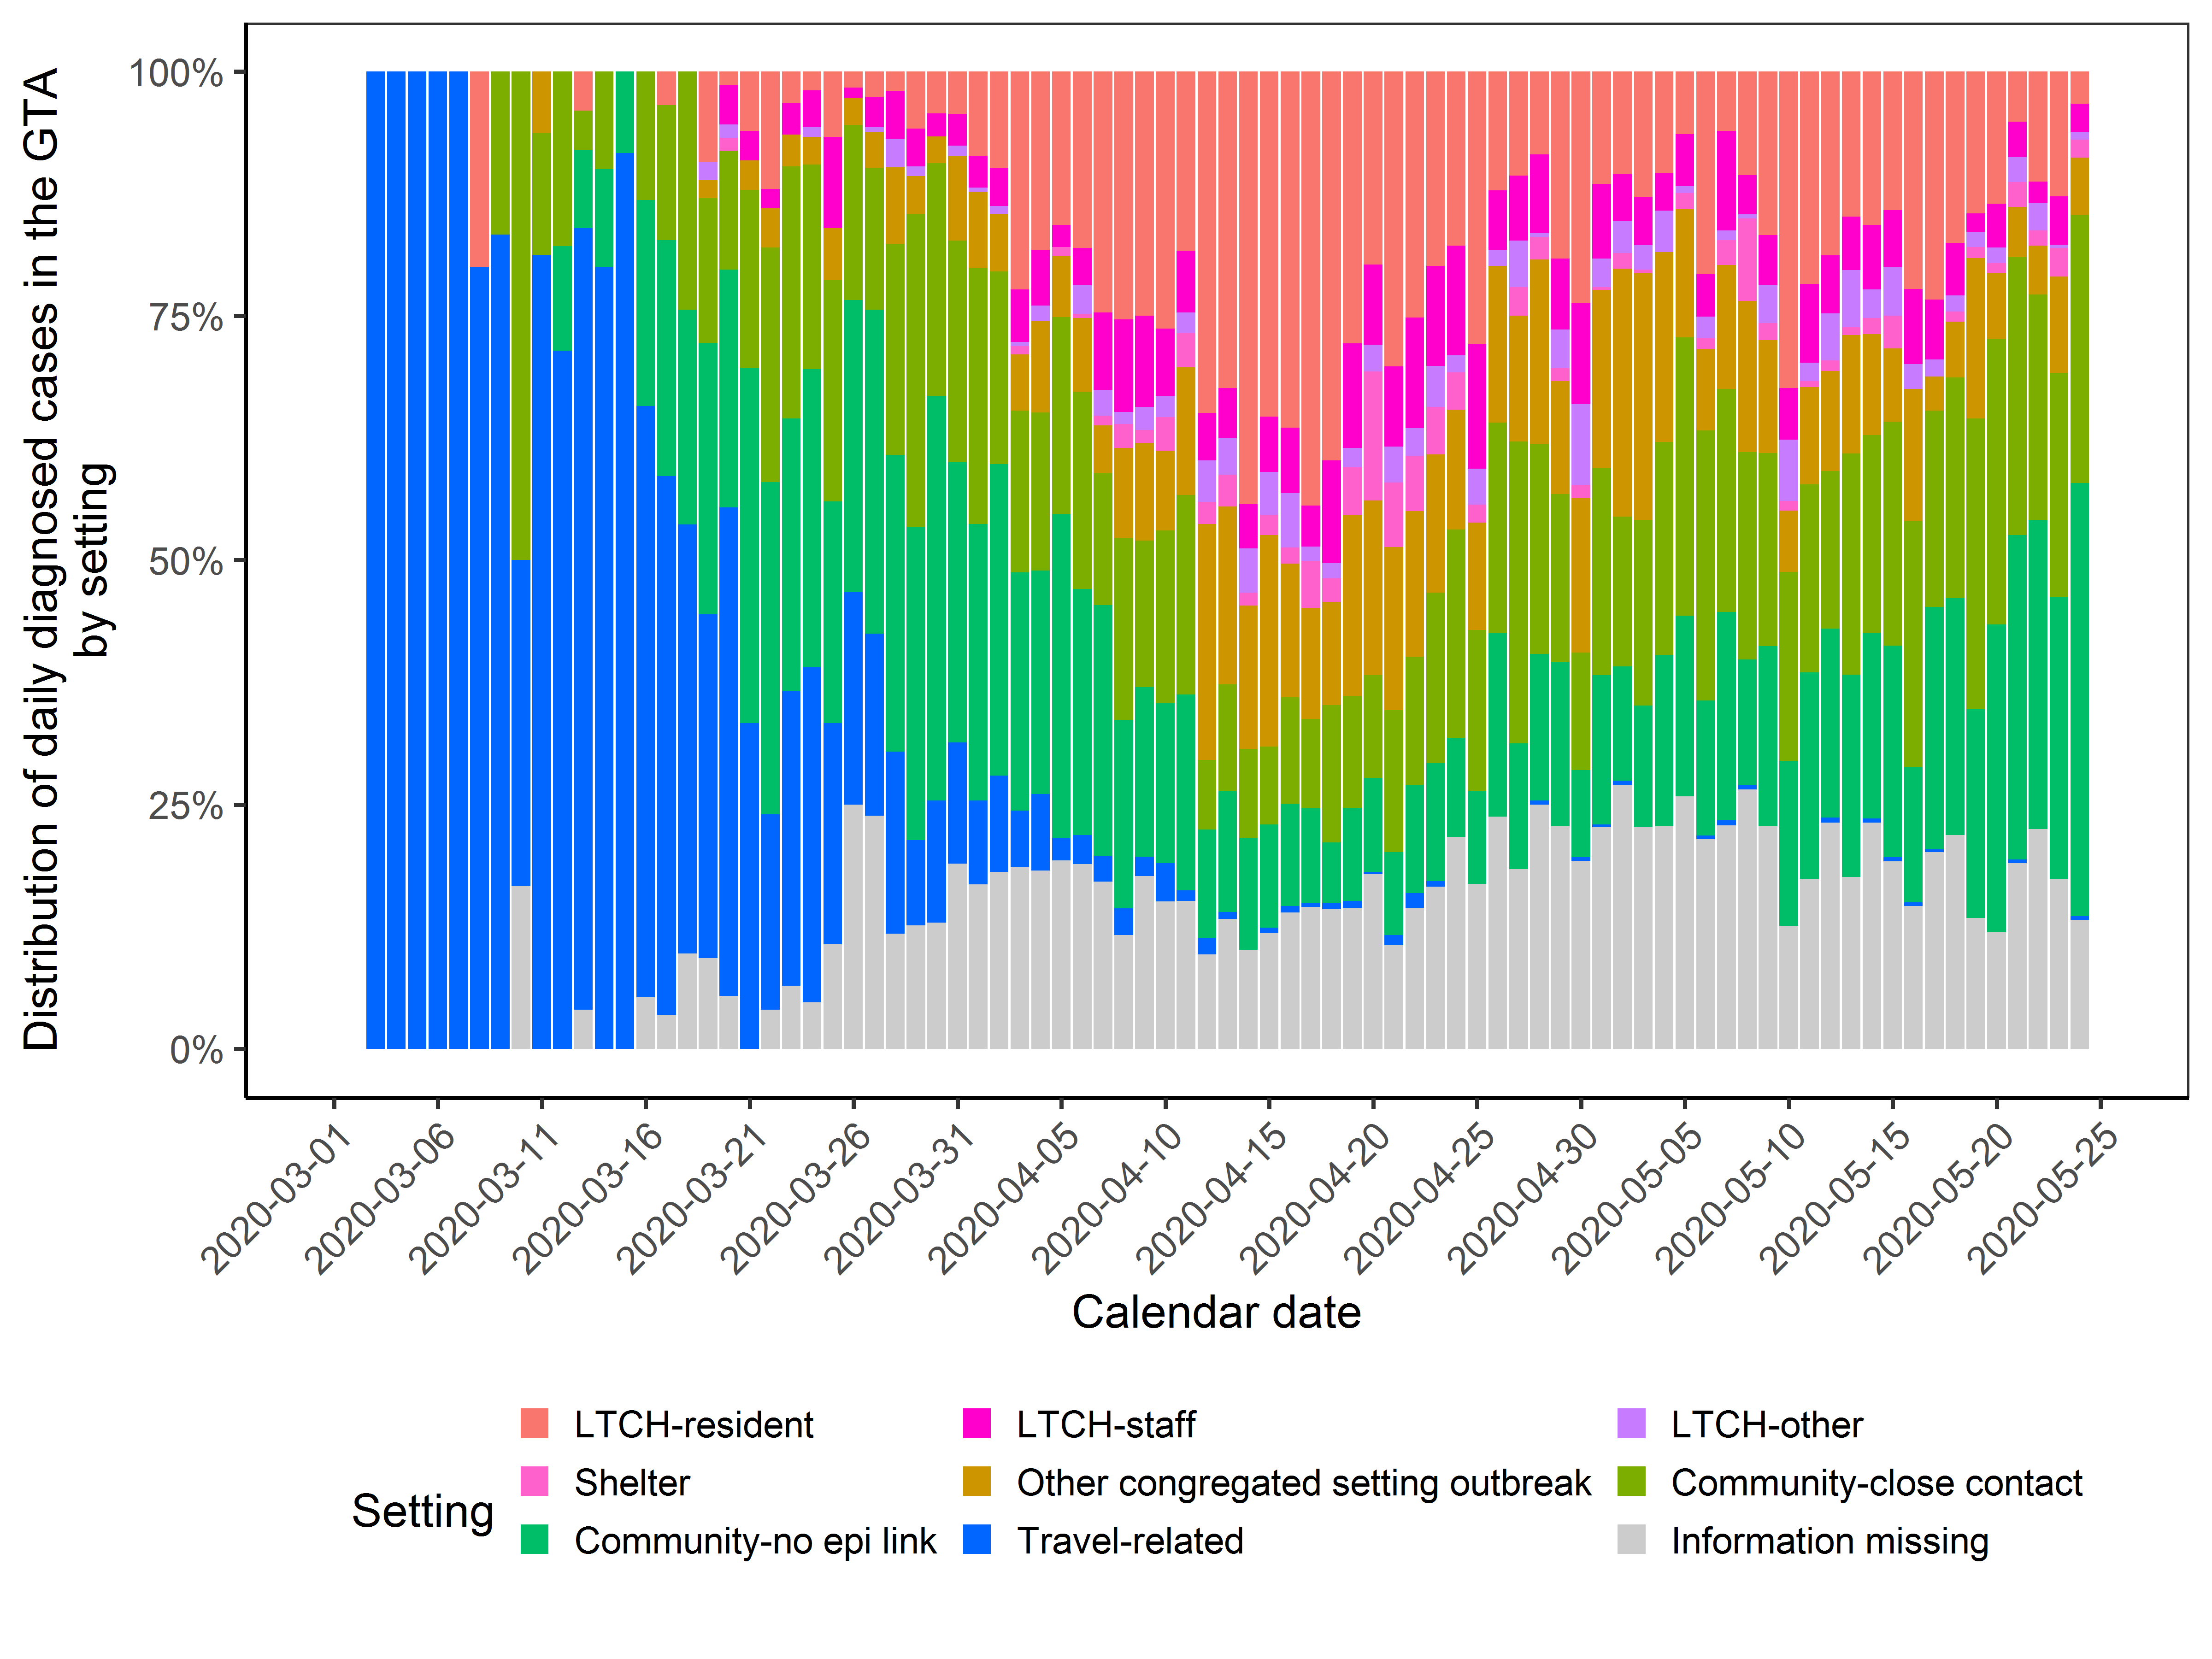 Distribution of daily diagnosed cases in the GTA
by setting
100%
75%
50%
25%
0%
2020-03-01
2020-03-06
2020-03-11
2020-03-16
2020-03-21
2020-03-26
2020-03-31
2020-04-05
2020-04-10
2020-04-15
2020-04-20
2020-04-25
2020-04-30
2020-05-05
2020-05-10
2020-05-15
2020-05-20
2020-05-25
Calendar date
Setting
LTCH-resident
LTCH-staff
LTCH-other
Shelter
Other congregated setting outbreak
Community-close contact
Community-no epi link
Travel-related
Information missing